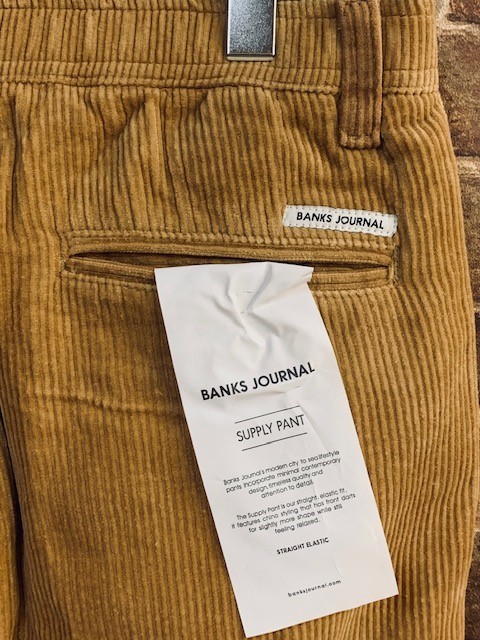 BANKS JOURNAL
BANKS JOURNAL
SUPPLY PANT
Banks Journal's modern city to sea lifestyle
pants incorporate minimal contemporary
design, timeless quality and
attention to detail.
The Supply Pant is our straight, elastic fit,
it features chino styling that has front darts
for slightly more shape while still
feeling relaxed.
STRAIGHT ELASTIC
banksjournal.com